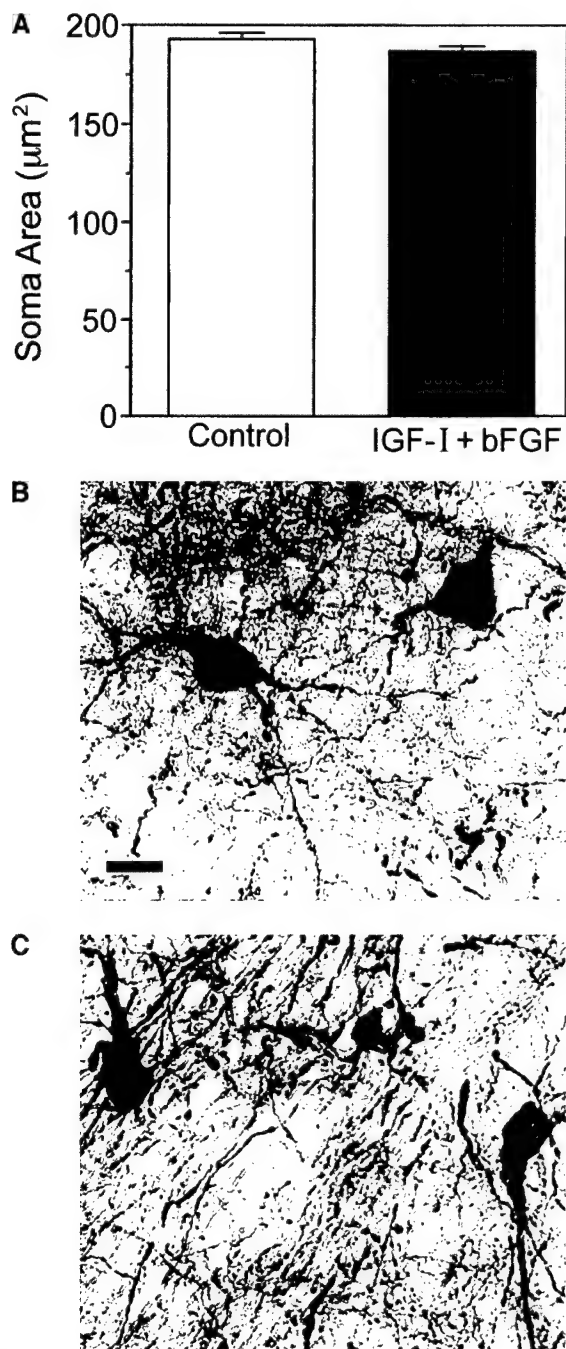 A
200
150
100
50
0
Soma Area (μm²)
Control
IGF-I + bFGF
B
C